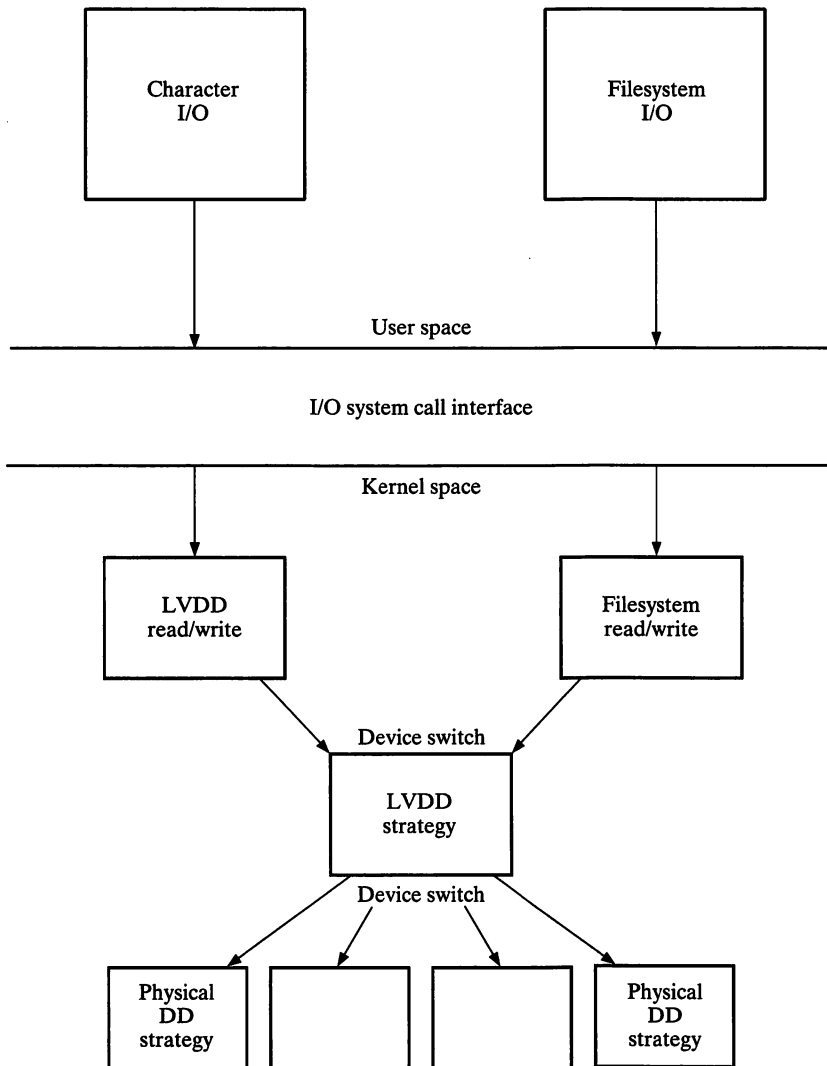 Character
I/O
Filesystem
I/O
User space
I/O system call interface
Kernel space
LVDD
read/write
Filesystem
read/write
Device switch
LVDD
strategy
Device switch
Physical
DD
strategy
Physical
DD
strategy